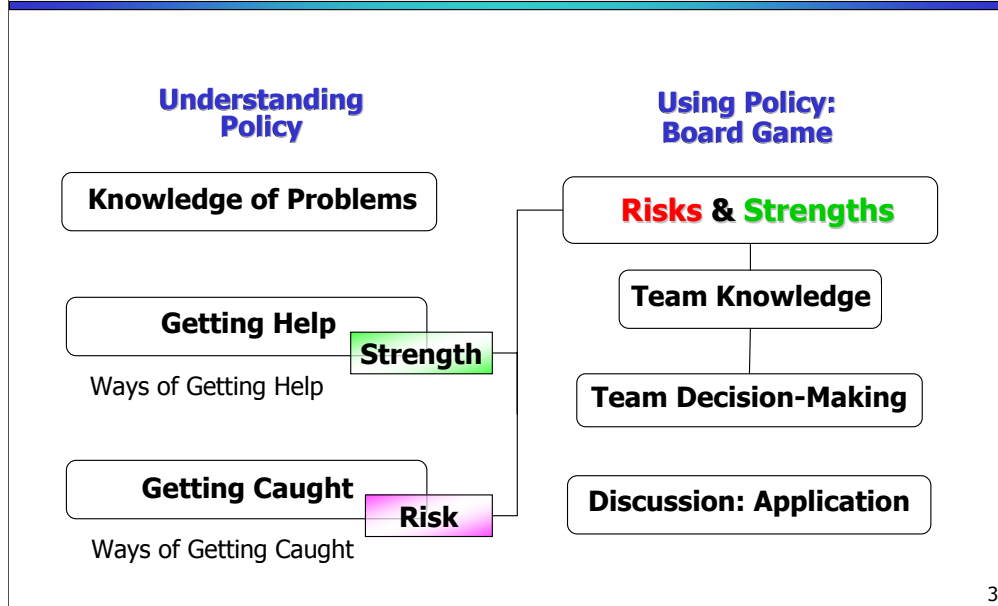 Understanding
Policy
Knowledge of Problems
Getting Help
Strength
Ways of Getting Help
Getting Caught
Risk
Ways of Getting Caught
Using Policy:
Board Game
Risks & Strengths
Team Knowledge
Team Decision-Making
Discussion: Application
3